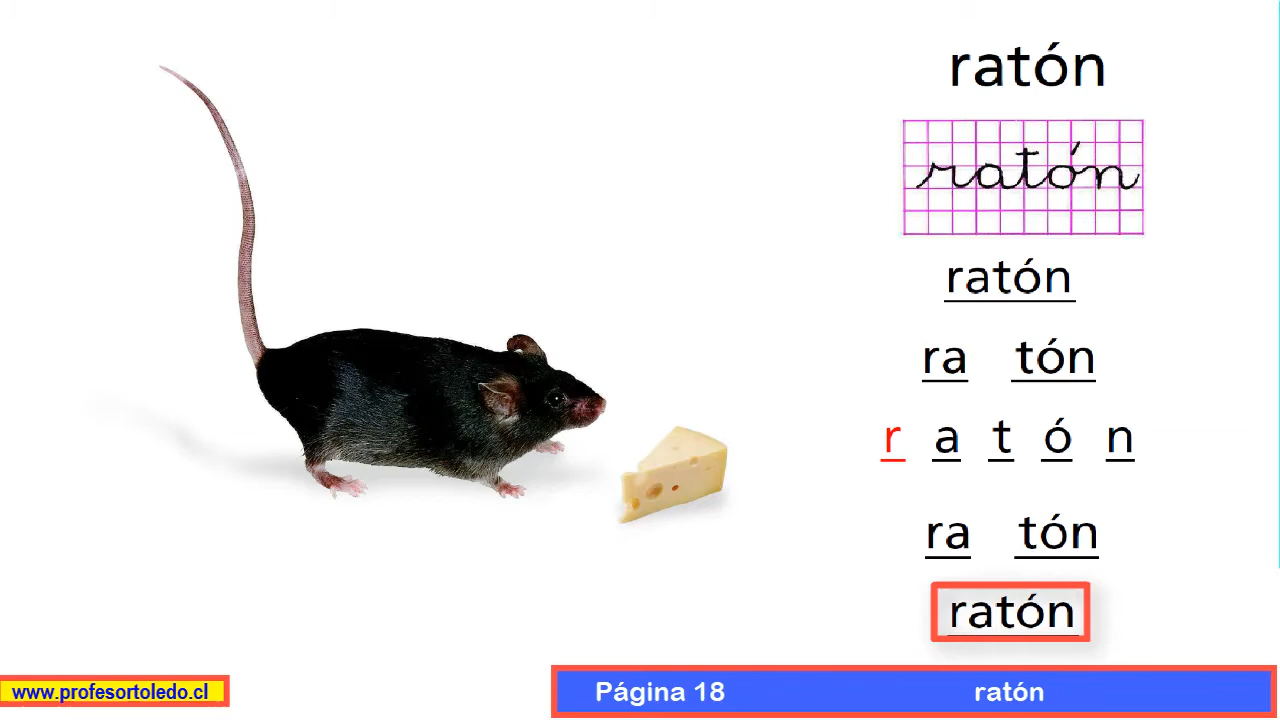 ratón
ratón
ratón
ra tón
r a t ó n
ra tón
ratón
www.profesortoledo.cl
Página 18 ratón